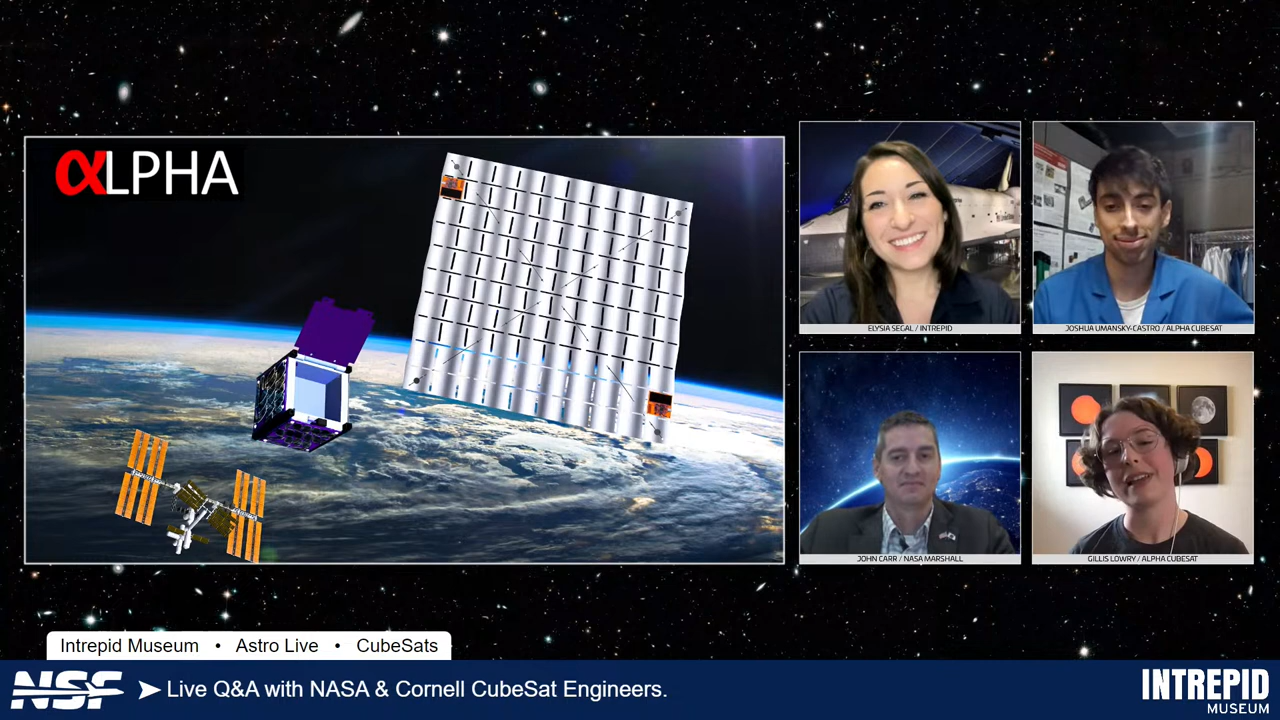 αLPHA
ELYSIA SEGAL / INTREPID
JOSHUA UMANSKY-CASTRO / ALPHA CUBESAT
JOHN CARR / NASA MARSHALL
GILLIS LOWRY / ALPHA CUBESAT
Intrepid Museum • Astro Live • CubeSats
NSF
Live Q&A with NASA & Cornell CubeSat Engineers.
INTREPID
MUSEUM